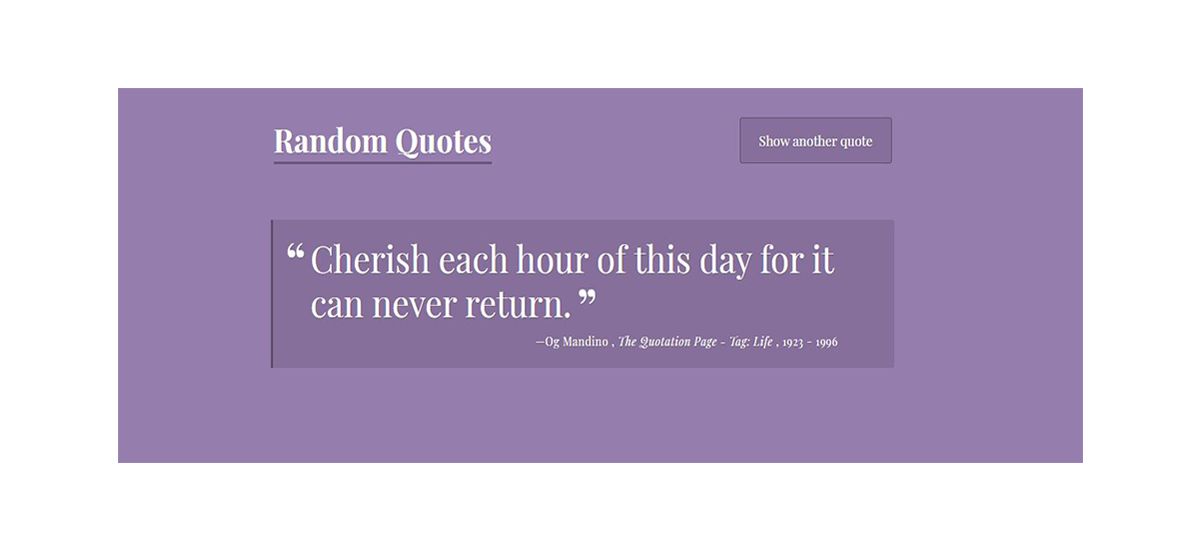 Random Quotes
Show another quote
“ Cherish each hour of this day for it
can never return. ”
—Og Mandino , The Quotation Page - Tag: Life , 1923 - 1996